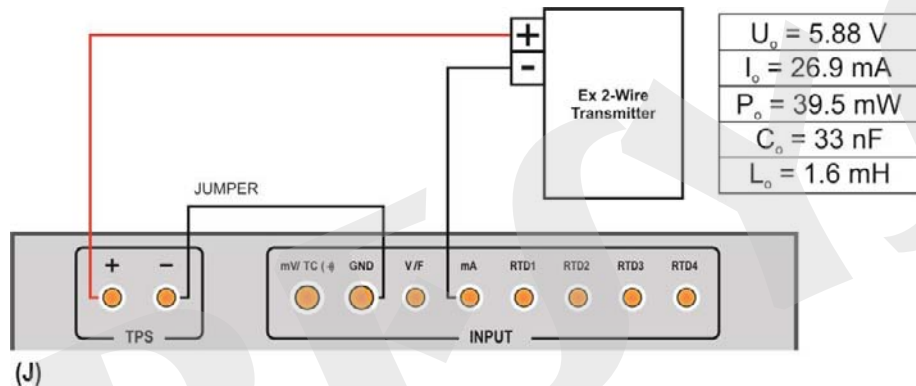 +
-
Ex 2-Wire
Transmitter
Uₒ = 5.88 V
Iₒ = 26.9 mA
Pₒ = 39.5 mW
Cₒ = 33 nF
Lₒ = 1.6 mH
JUMPER
+ -
TPS
mV/ TC (-) GND V/F mA RTD1 RTD2 RTD3 RTD4
INPUT
(J)